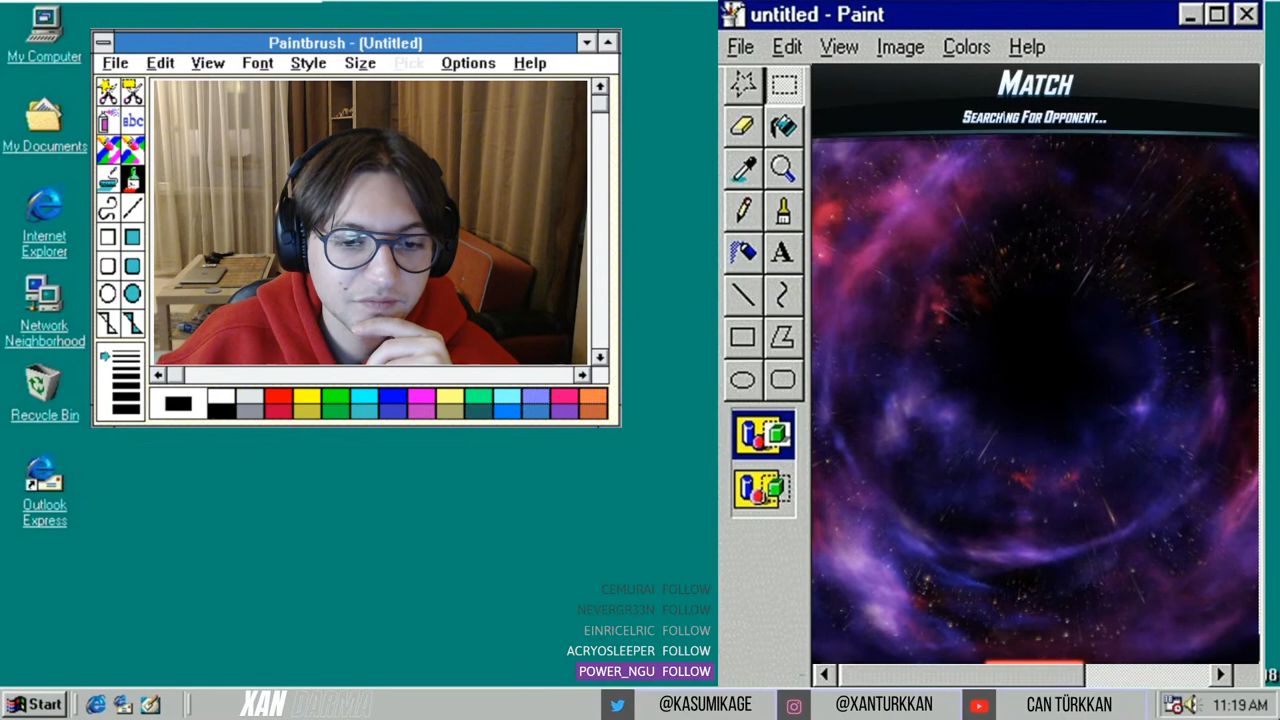 My Computer
My Documents
Internet
Explorer
Network
Neighborhood
Recycle Bin
Outlook
Express
Paintbrush - (Untitled)
File Edit View Font Style Size Pick Options Help
abc
untitled - Paint
File Edit View Image Colors Help
A
MATCH
SEARCHING FOR OPPONENT...
CEMURAI FOLLOW
NEVERGR33N FOLLOW
EINRICELRIC FOLLOW
ACRYOSLEEPER FOLLOW
POWER_NGU FOLLOW
Start
XAN DARMA
@KASUMIKAGE
@XANTURKKAN
CAN TÜRKKAN
11:19 AM